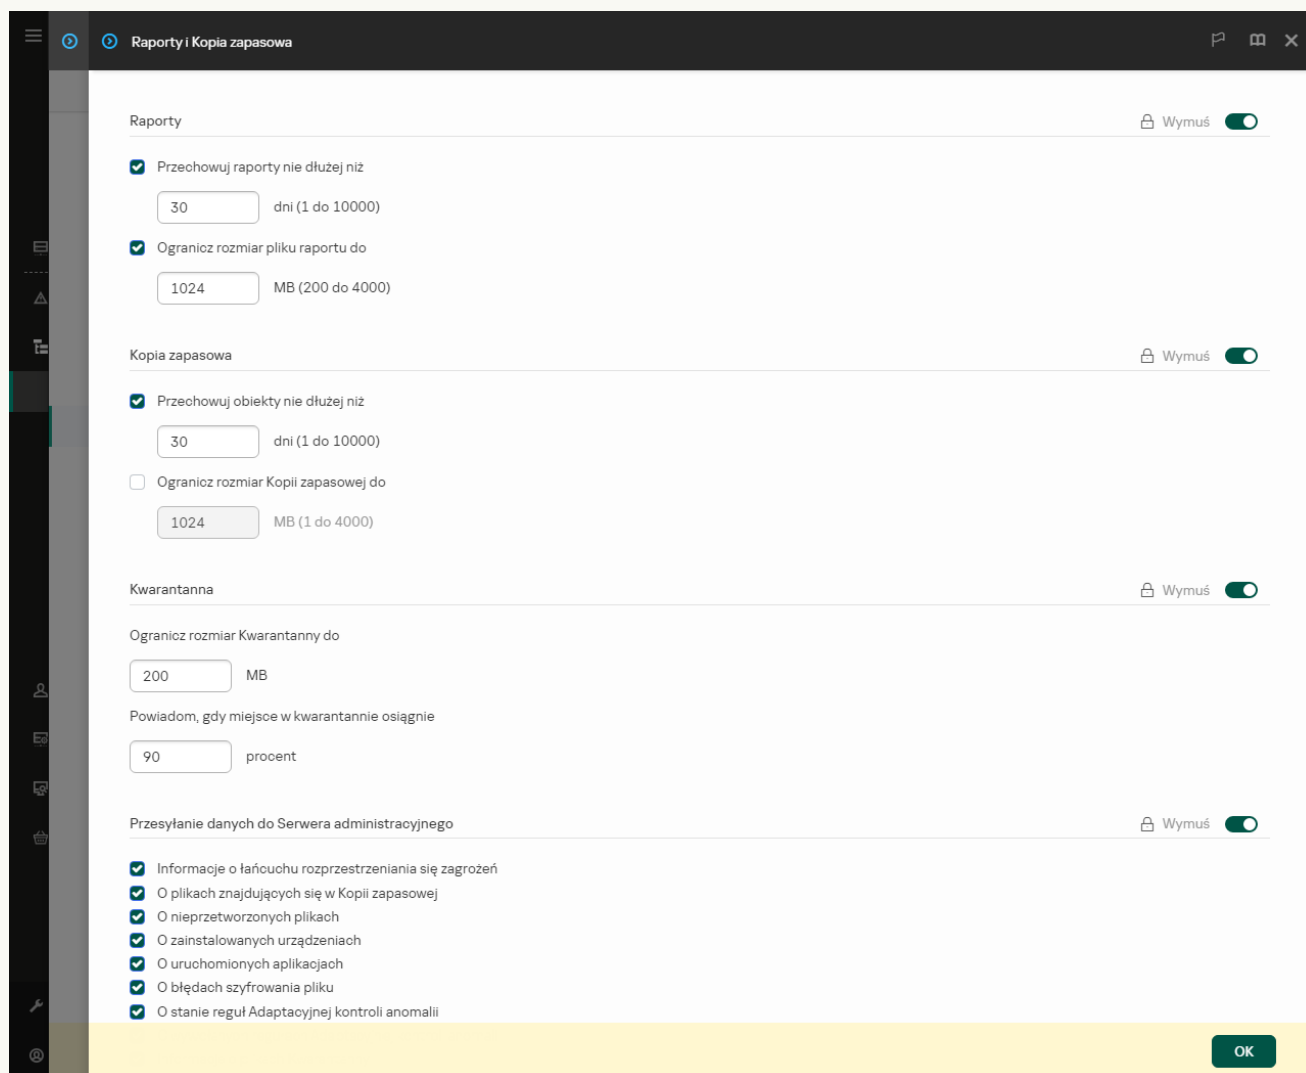 Raporty i Kopia zapasowa
Raporty
Wymuś
Przechowuj raporty nie dłużej niż
30 dni (1 do 10000)
Ogranicz rozmiar pliku raportu do
1024 MB (200 do 4000)
Kopia zapasowa
Wymuś
Przechowuj obiekty nie dłużej niż
30 dni (1 do 10000)
Ogranicz rozmiar Kopii zapasowej do
1024 MB (1 do 4000)
Kwarantanna
Wymuś
Ogranicz rozmiar Kwarantanny do
200 MB
Powiadom, gdy miejsce w kwarantannie osiągnie
90 procent
Przesyłanie danych do Serwera administracyjnego
Wymuś
Informacje o łańcuchu rozprzestrzeniania się zagrożeń
O plikach znajdujących się w Kopii zapasowej
O nieprzetworzonych plikach
O zainstalowanych urządzeniach
O uruchomionych aplikacjach
O błędach szyfrowania pliku
O stanie reguł Adaptacyjnej kontroli anomalii
OK